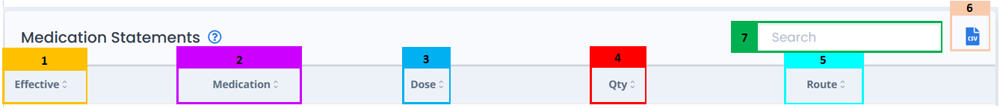 6
Medication Statements ?
7 Search
CSV
1 2 3 4 5
Effective Medication Dose Qty Route